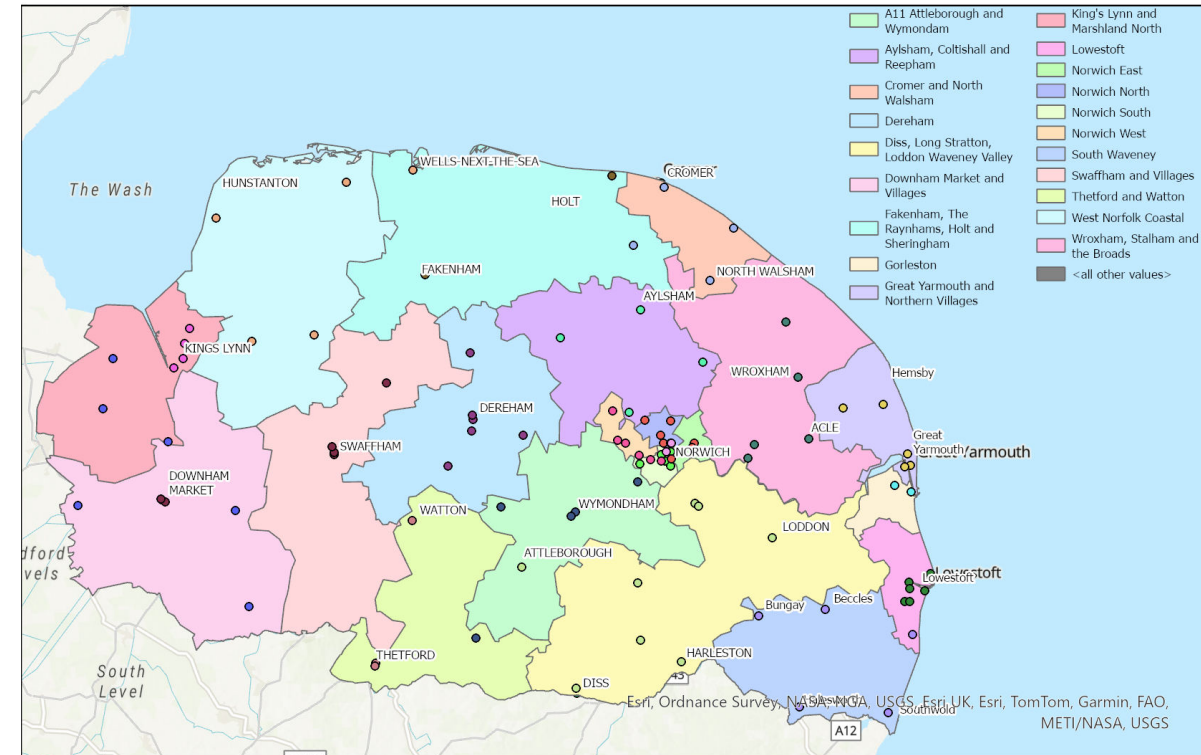 A11 Attleborough and
Wymondam
Aylsham, Coltishall and
Reepham
Cromer and North
Walsham
Dereham
Diss, Long Stratton,
Loddon Waveney Valley
Downham Market and
Villages
Fakenham, The
Raynhams, Holt and
Sheringham
Gorleston
Great Yarmouth and
Northern Villages
King's Lynn and
Marshland North
Lowestoft
Norwich East
Norwich North
Norwich South
Norwich West
South Waveney
Swaffham and Villages
Thetford and Watton
West Norfolk Coastal
Wroxham, Stalham and
the Broads
<all other values>
The Wash
WELLS-NEXT-THE-SEA
CROMER
HUNSTANTON
HOLT
FAKENHAM
NORTH WALSHAM
AYLSHAM
KINGS LYNN
WROXHAM
Hemsby
DEREHAM
SWAFFHAM
ACLE
NORWICH
Great
Yarmouth
Great Yarmouth
DOWNHAM
MARKET
WATTON
WYMONDHAM
LODDON
ATTLEBOROUGH
Lowestoft
Lowestoft
Bungay
Beccles
THETFORD
HARLESTON
DISS
South
Level
Southwold
A12
Esri, Ordnance Survey, NASA, NGA, USGS, Esri UK, Esri, TomTom, Garmin, FAO,
METI/NASA, USGS